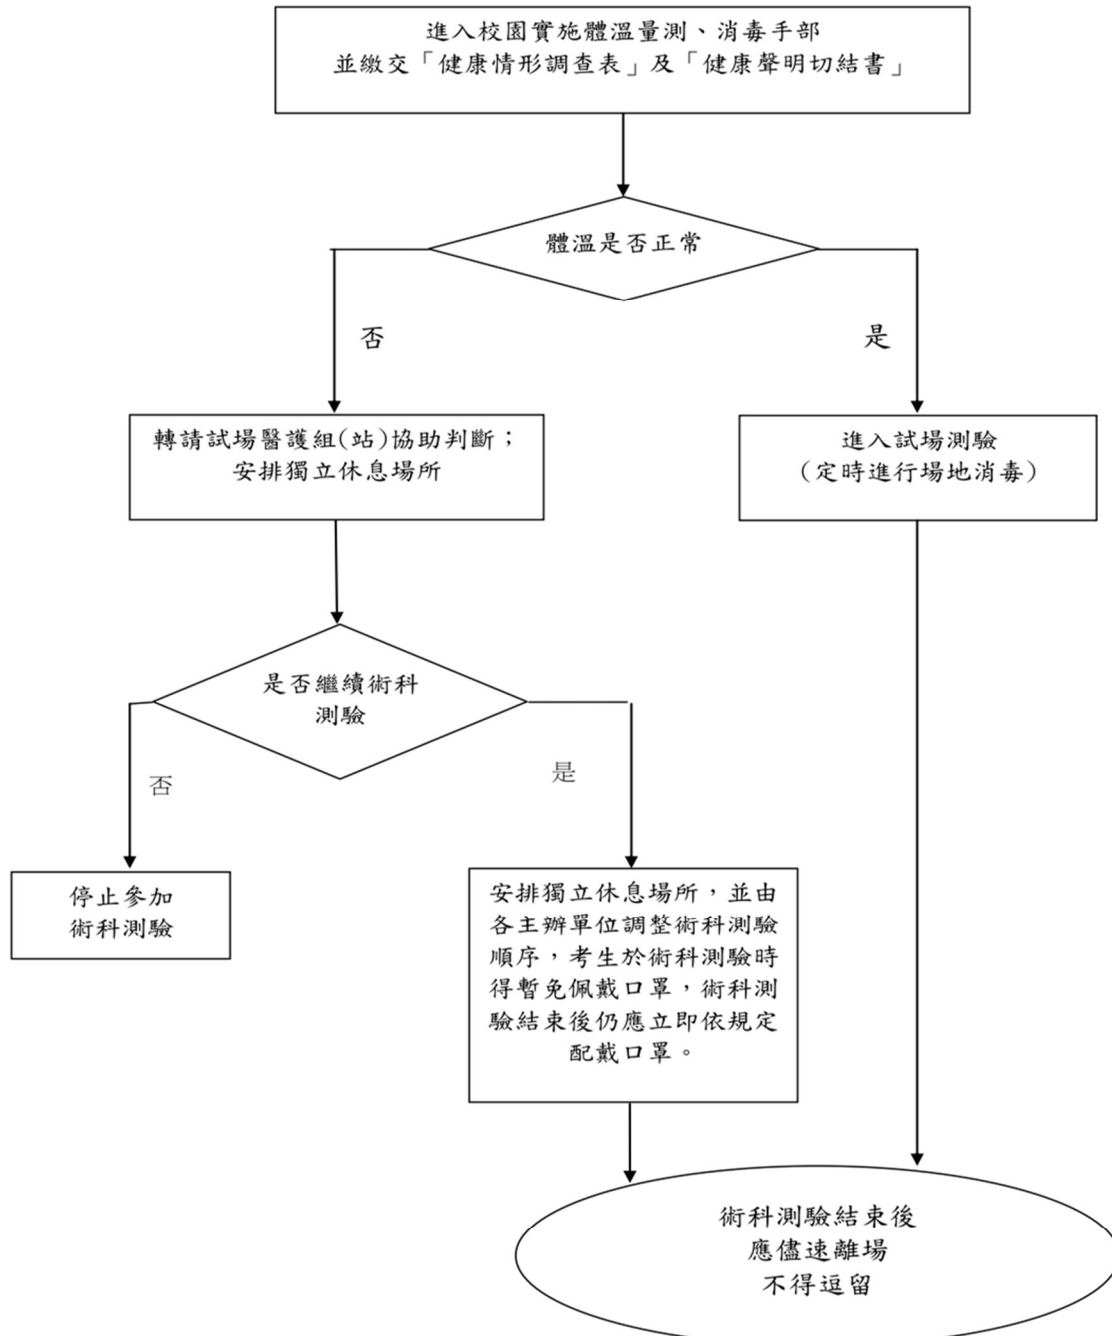 進入校園實施體溫量測、消毒手部
並繳交「健康情形調查表」及「健康聲明切結書」
體溫是否正常
否
是
轉請試場醫護組(站)協助判斷；
安排獨立休息場所
進入試場測驗
（定時進行場地消毒）
是否繼續術科
測驗
否
是
停止參加
術科測驗
安排獨立休息場所，並由
各主辦單位調整術科測驗
順序，考生於術科測驗時
得暫免佩戴口罩，術科測
驗結束後仍應立即依規定
配戴口罩。
術科測驗結束後
應儘速離場
不得逗留